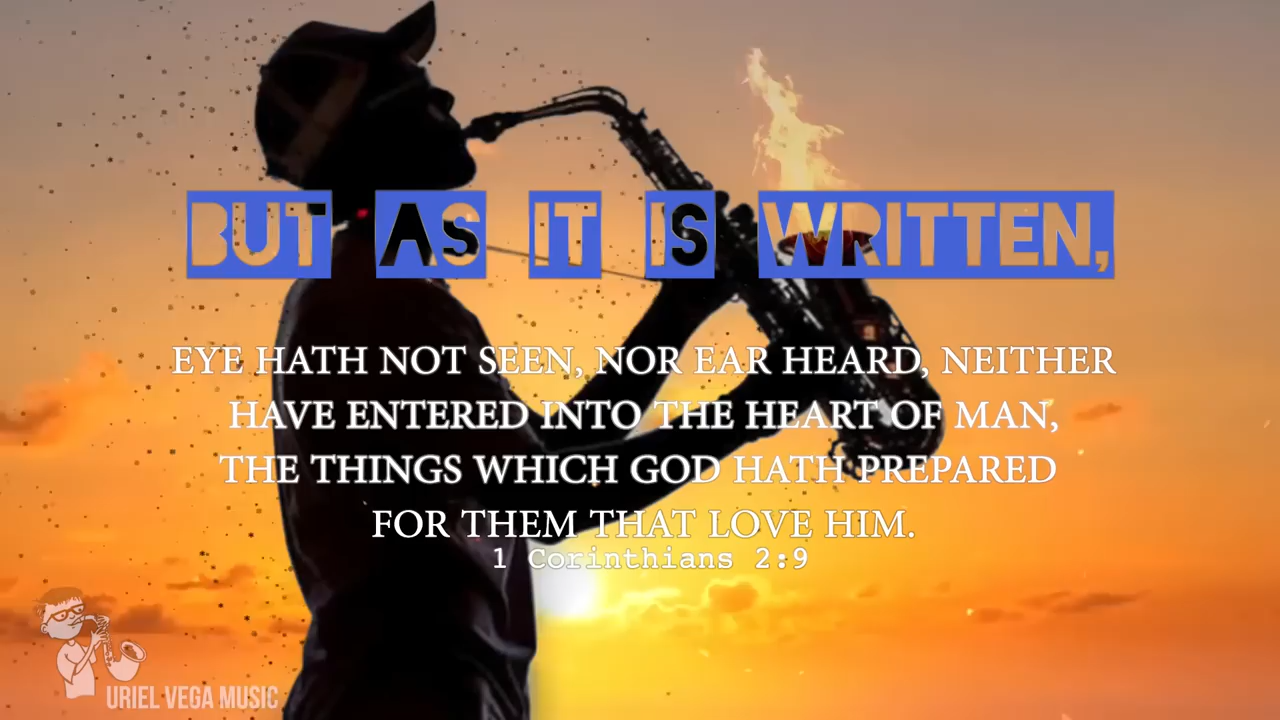 BUT AS IT IS WRITTEN,
EYE HATH NOT SEEN, NOR EAR HEARD, NEITHER
HAVE ENTERED INTO THE HEART OF MAN,
THE THINGS WHICH GOD HATH PREPARED
FOR THEM THAT LOVE HIM.
1 Corinthians 2:9
URIEL VEGA MUSIC